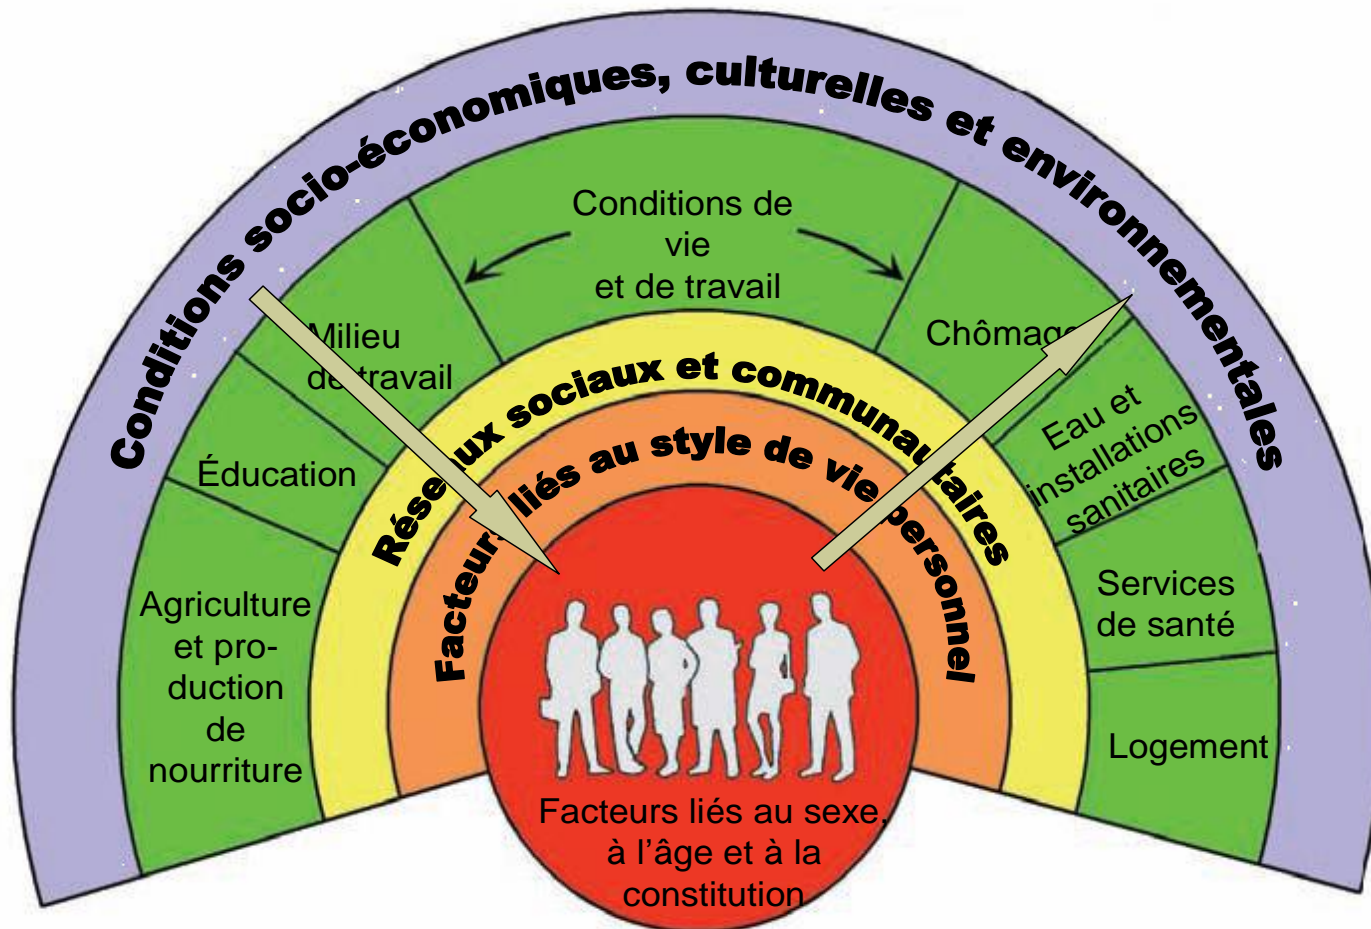 Conditions socio-économiques, culturelles et environnementales
Conditions de
vie
et de travail
Milieu
de travail
Chômage
Éducation
Eau et
installations
sanitaires
Agriculture
et pro-
duction
de
nourriture
Services
de santé
Logement
Réseaux sociaux et communautaires
Facteurs liés au style de vie personnel
Facteurs liés au sexe,
à l’âge et à la
constitution